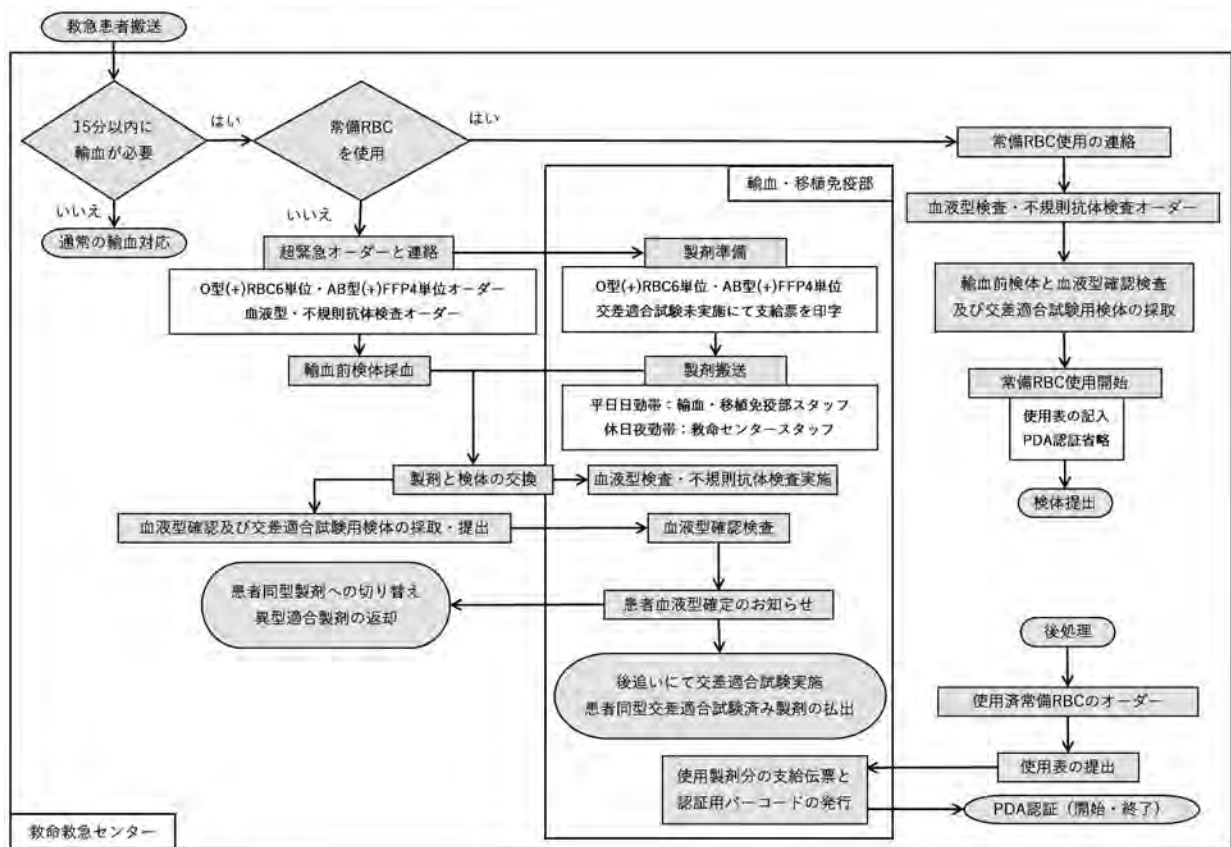 救急患者搬送
15分以内に
輸血が必要
はい
いいえ
通常の輸血対応
常備RBC
を使用
はい
いいえ
超緊急オーダーと連絡
O型(+)RBC6単位・AB型(+)FFP4単位オーダー
血液型・不規則抗体検査オーダー
輸血前検体採血
輸血・移植免疫部
製剤準備
O型(+)RBC6単位・AB型(+)FFP4単位
交差適合試験未実施にて支給票を印字
製剤搬送
平日日勤帯：輸血・移植免疫部スタッフ
休日夜勤帯：救命センタースタッフ
製剤と検体の交換
血液型検査・不規則抗体検査実施
血液型確認及び交差適合試験用検体の採取・提出
血液型確認検査
患者血液型確定のお知らせ
患者同型製剤への切り替え
異型適合製剤の返却
後追いにて交差適合試験実施
患者同型交差適合試験済み製剤の払出
常備RBC使用の連絡
血液型検査・不規則抗体検査オーダー
輸血前検体と血液型確認検査
及び交差適合試験用検体の採取
常備RBC使用開始
使用表の記入
PDA認証省略
検体提出
後処理
使用済常備RBCのオーダー
使用表の提出
使用製剤分の支給伝票と
認証用バーコードの発行
PDA認証（開始・終了）
救命救急センター